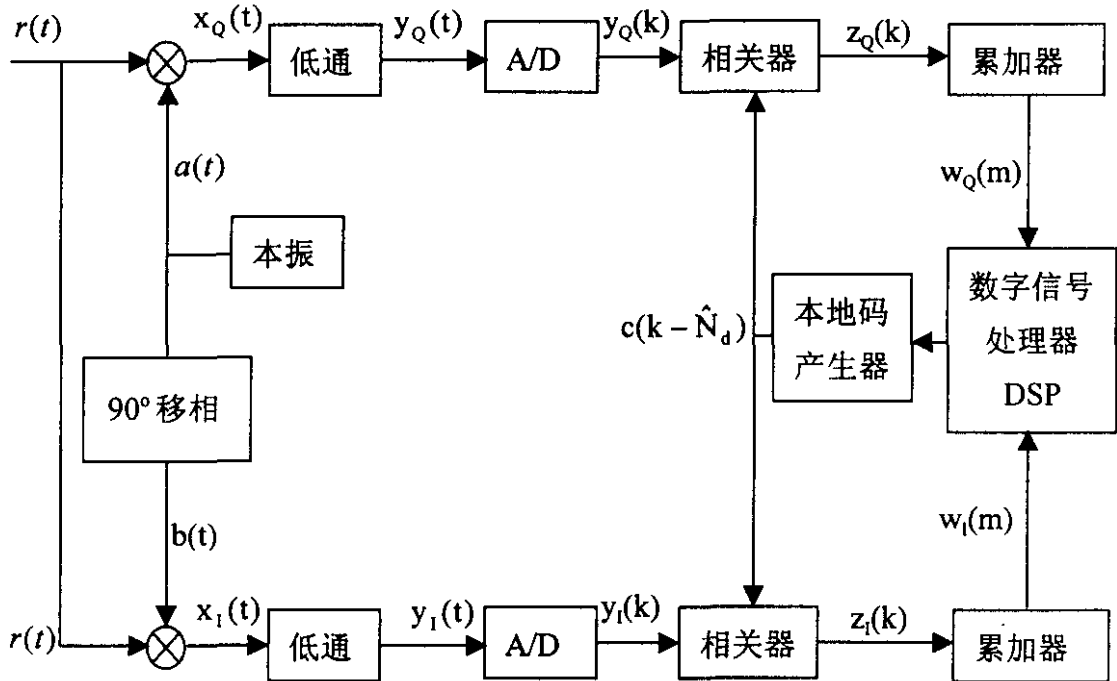 r(t)
x_Q(t)
低通
y_Q(t)
A/D
y_Q(k)
相关器
z_Q(k)
累加器
a(t)
w_Q(m)
本振
c(k − N̂_d)
本地码
产生器
数字信号
处理器
DSP
90° 移相
b(t)
w_I(m)
r(t)
x_I(t)
低通
y_I(t)
A/D
y_I(k)
相关器
z_I(k)
累加器